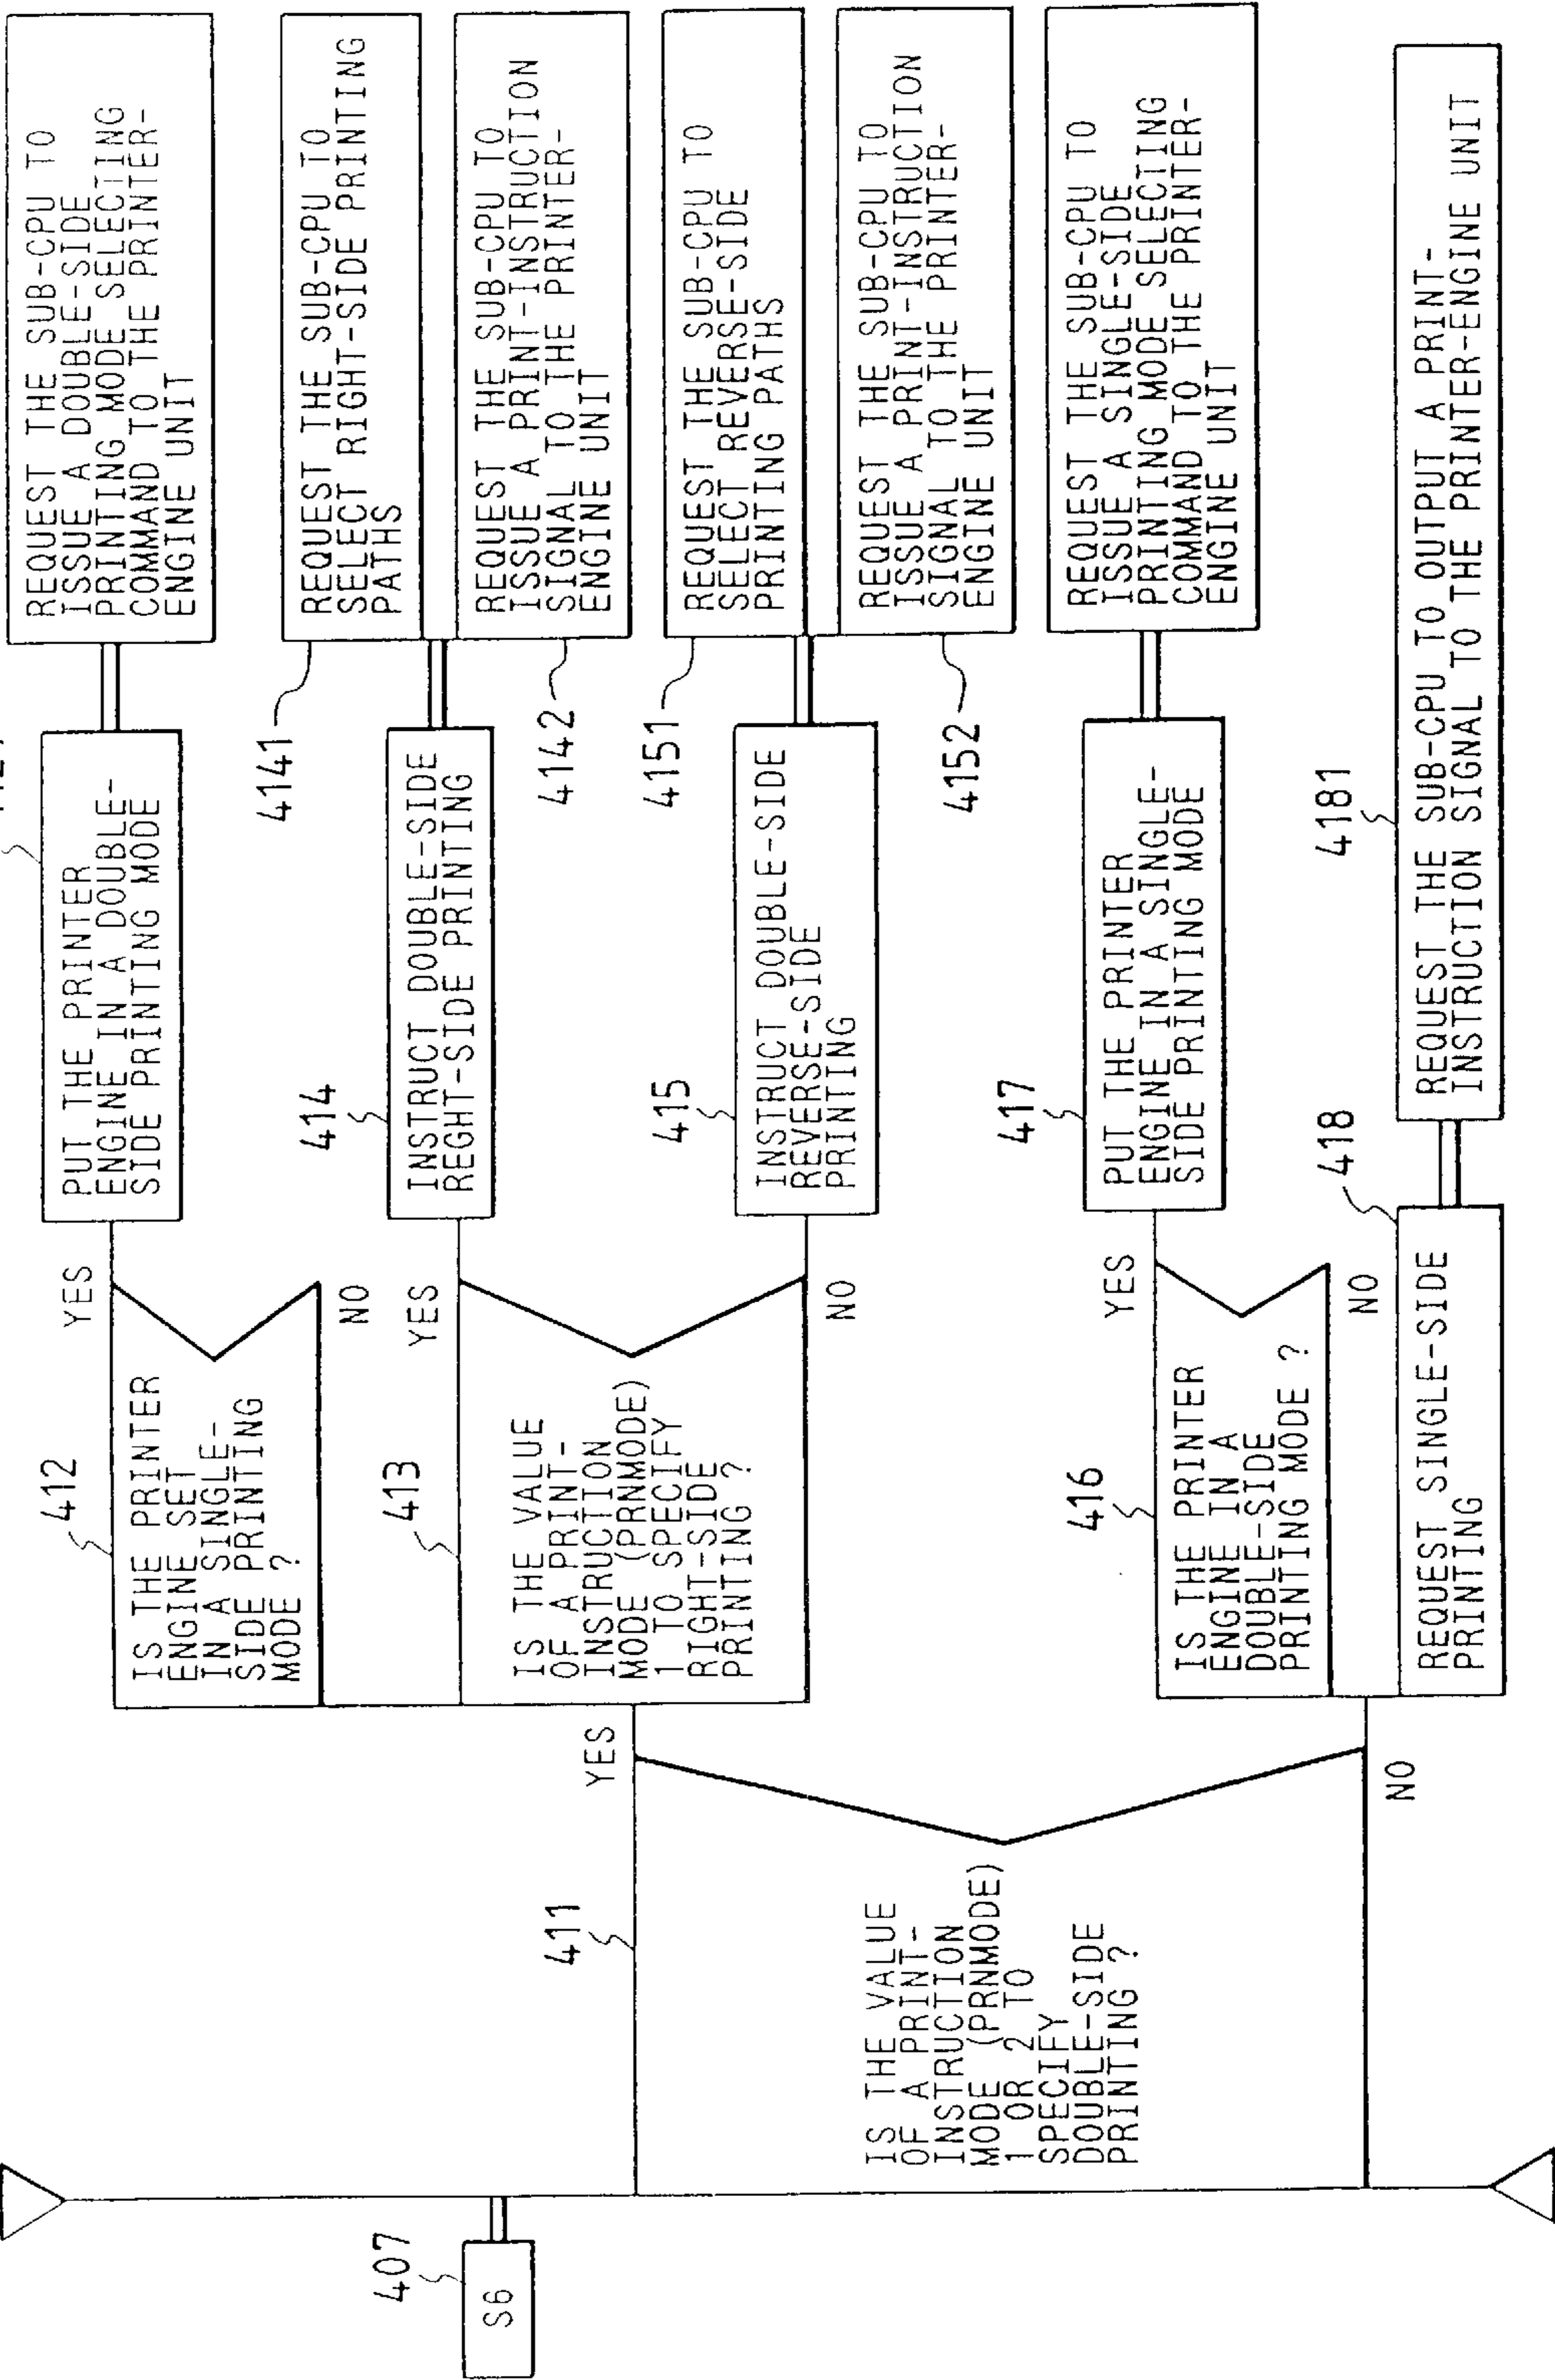 407
S6
411
IS THE VALUE
OF A PRINT-
INSTRUCTION
MODE (PRNMODE)
1 OR 2 TO
SPECIFY
DOUBLE-SIDE
PRINTING ?
YES
NO
412
IS THE PRINTER
ENGINE SET
IN A SINGLE-
SIDE PRINTING
MODE ?
YES
NO
PUT THE PRINTER
ENGINE IN A DOUBLE-
SIDE PRINTING MODE
REQUEST THE SUB-CPU TO
ISSUE A DOUBLE-SIDE
PRINTING MODE SELECTING
COMMAND TO THE PRINTER-
ENGINE UNIT
413
IS THE VALUE
OF A PRINT-
INSTRUCTION
MODE (PRNMODE)
1 TO SPECIFY
RIGHT-SIDE
PRINTING ?
YES
NO
414
INSTRUCT DOUBLE-SIDE
REGHT-SIDE PRINTING
4141
REQUEST THE SUB-CPU TO
SELECT RIGHT-SIDE PRINTING
PATHS
4142
REQUEST THE SUB-CPU TO
ISSUE A PRINT-INSTRUCTION
SIGNAL TO THE PRINTER-
ENGINE UNIT
415
INSTRUCT DOUBLE-SIDE
REVERSE-SIDE
PRINTING
4151
REQUEST THE SUB-CPU TO
SELECT REVERSE-SIDE
PRINTING PATHS
4152
REQUEST THE SUB-CPU TO
ISSUE A PRINT-INSTRUCTION
SIGNAL TO THE PRINTER-
ENGINE UNIT
416
IS THE PRINTER
ENGINE IN A
DOUBLE-SIDE
PRINTING MODE ?
YES
NO
417
PUT THE PRINTER
ENGINE IN A SINGLE-
SIDE PRINTING MODE
REQUEST THE SUB-CPU TO
ISSUE A SINGLE-SIDE
PRINTING MODE SELECTING
COMMAND TO THE PRINTER-
ENGINE UNIT
418
REQUEST SINGLE-SIDE
PRINTING
4181
REQUEST THE SUB-CPU TO OUTPUT A PRINT-
INSTRUCTION SIGNAL TO THE PRINTER-ENGINE UNIT